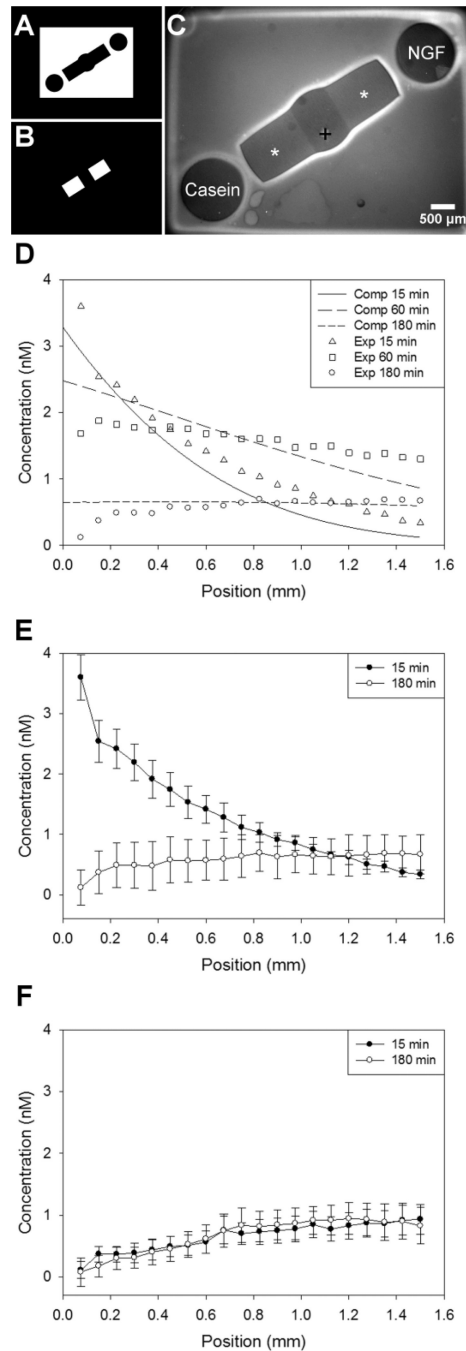 A
B
C
NGF
*
*
+
Casein
500 µm
D
4
3
2
1
0
Concentration (nM)
Comp 15 min
Comp 60 min
Comp 180 min
Exp 15 min
Exp 60 min
Exp 180 min
0.0 0.2 0.4 0.6 0.8 1.0 1.2 1.4 1.6
Position (mm)
E
4
3
2
1
0
Concentration (nM)
15 min
180 min
0.0 0.2 0.4 0.6 0.8 1.0 1.2 1.4 1.6
Position (mm)
F
4
3
2
1
0
Concentration (nM)
15 min
180 min
0.0 0.2 0.4 0.6 0.8 1.0 1.2 1.4 1.6
Position (mm)